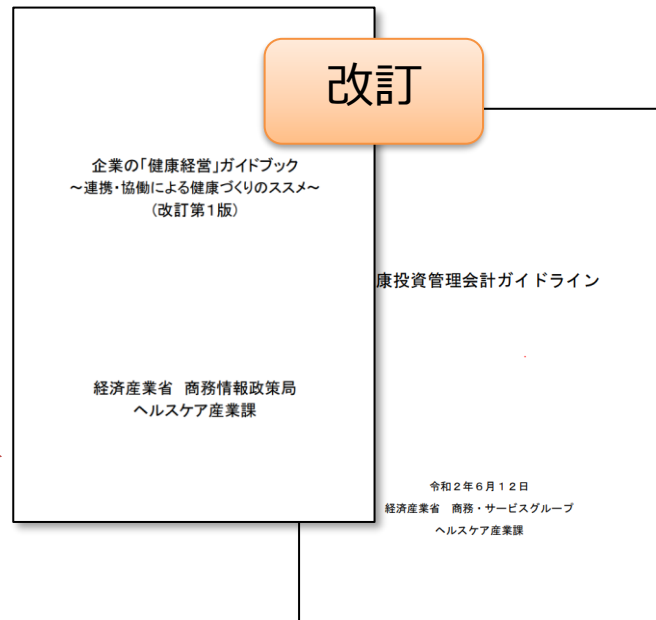 改訂
企業の「健康経営」ガイドブック
～連携・協働による健康づくりのススメ～
(改訂第１版)
経済産業省 商務情報政策局
ヘルスケア産業課
康投資管理会計ガイドライン
令和２年６月１２日
経済産業省 商務・サービスグループ
ヘルスケア産業課